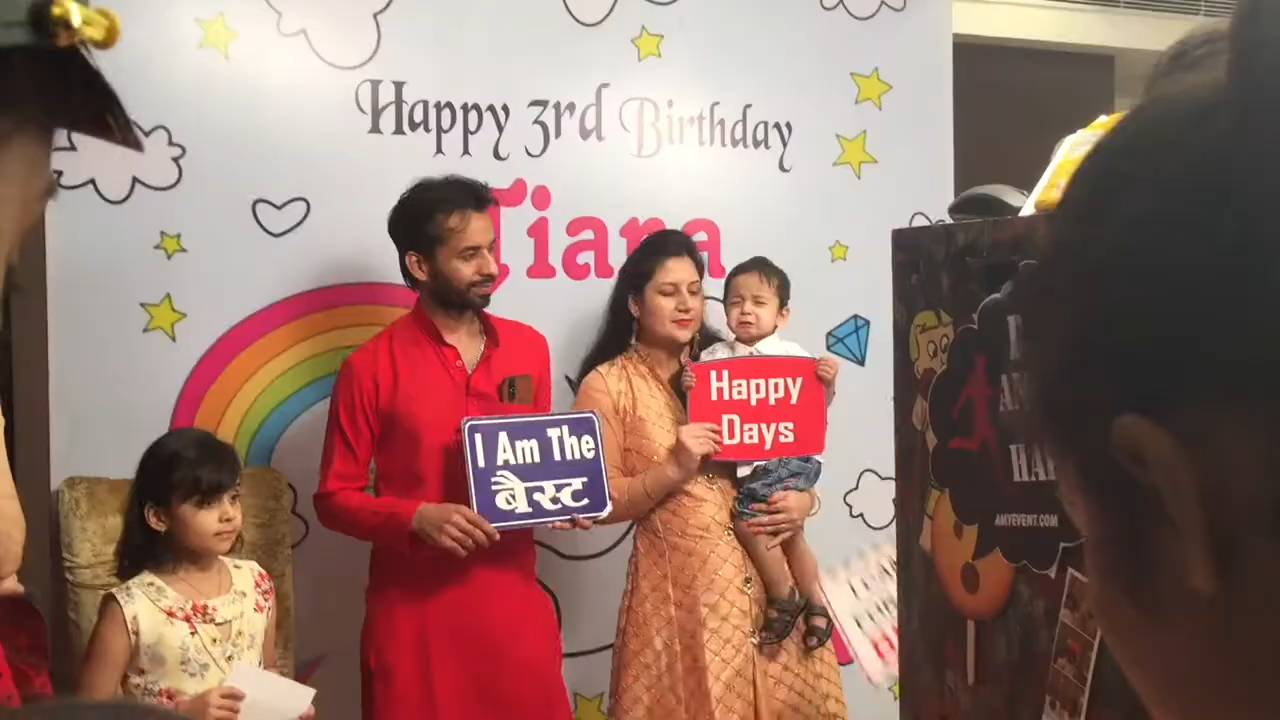 Happy 3rd Birthday
Tiana
I Am The
बैस्ट
Happy
Days
AMYEVENT.COM